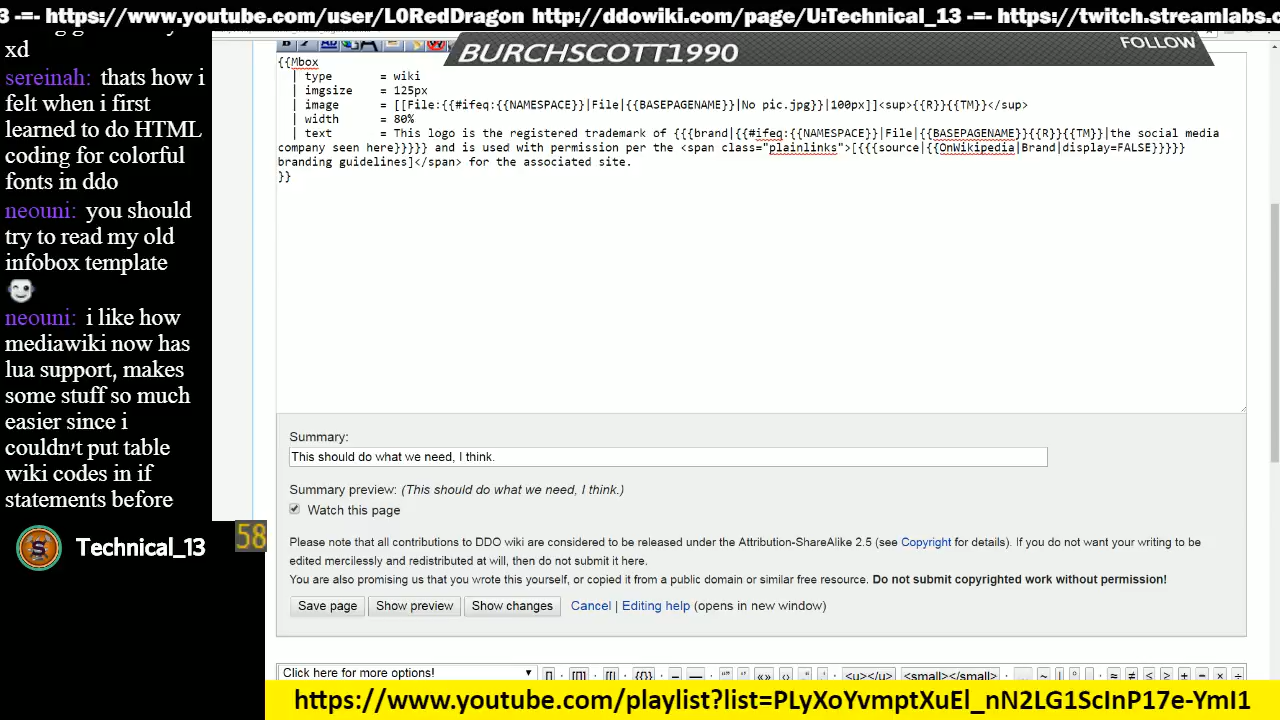 3 -=- https://www.youtube.com/user/L0RedDragon http://ddowiki.com/page/U:Technical_13 -=- https://twitch.streamlabs.c
BURCHSCOTT1990
FOLLOW
xd
sereinah: thats how i
felt when i first
learned to do HTML
coding for colorful
fonts in ddo
neouni: you should
try to read my old
infobox template
neouni: i like how
mediawiki now has
lua support, makes
some stuff so much
easier since i
couldn't put table
wiki codes in if
statements before
Technical_13
58
{{Mbox
| type = wiki
| imgsize = 125px
| image = [[File:{{#ifeq:{{NAMESPACE}}|File|{{BASEPAGENAME}}|No pic.jpg}}|100px]]<sup>{{R}}{{TM}}</sup>
| width = 80%
| text = This logo is the registered trademark of {{{brand|{{#ifeq:{{NAMESPACE}}|File|{{BASEPAGENAME}}{{R}}{{TM}}|the social media
company seen here}}}}} and is used with permission per the <span class="plainlinks">[{{{source|{{OnWikipedia|Brand|display=FALSE}}}}}
branding guidelines]</span> for the associated site.
}}
Summary:
This should do what we need, I think.
Summary preview: (This should do what we need, I think.)
Watch this page
Please note that all contributions to DDO wiki are considered to be released under the Attribution-ShareAlike 2.5 (see Copyright for details). If you do not want your writing to be
edited mercilessly and redistributed at will, then do not submit it here.
You are also promising us that you wrote this yourself, or copied it from a public domain or similar free resource. Do not submit copyrighted work without permission!
Save page Show preview Show changes Cancel | Editing help (opens in new window)
Click here for more options!
https://www.youtube.com/playlist?list=PLyXoYvmptXuEl_nN2LG1ScInP17e-YmI1